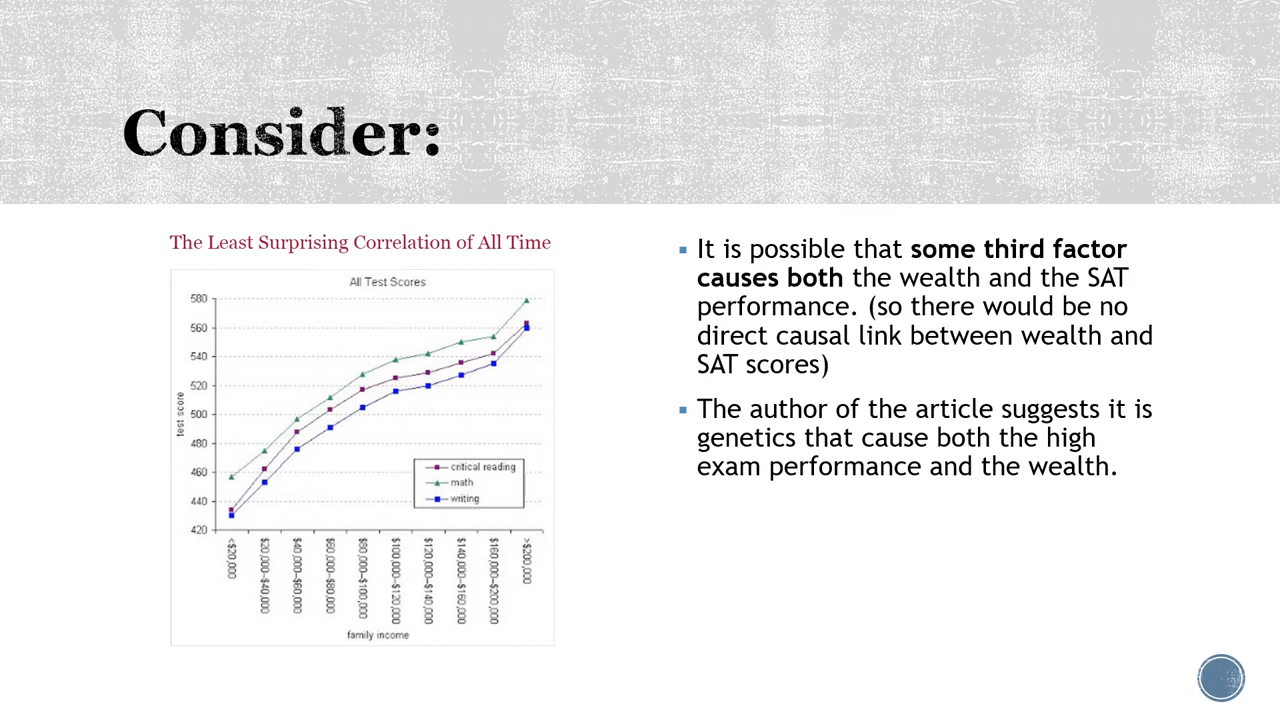 Consider:
The Least Surprising Correlation of All Time
All Test Scores
580
560
540
520
500
480
460
440
420
test score
critical reading
math
writing
<$20,000
$20,000–$40,000
$40,000–$60,000
$60,000–$80,000
$80,000–$100,000
$100,000–$120,000
$120,000–$140,000
$140,000–$160,000
$160,000–$200,000
>$200,000
family income
▪ It is possible that some third factor
causes both the wealth and the SAT
performance. (so there would be no
direct causal link between wealth and
SAT scores)
▪ The author of the article suggests it is
genetics that cause both the high
exam performance and the wealth.